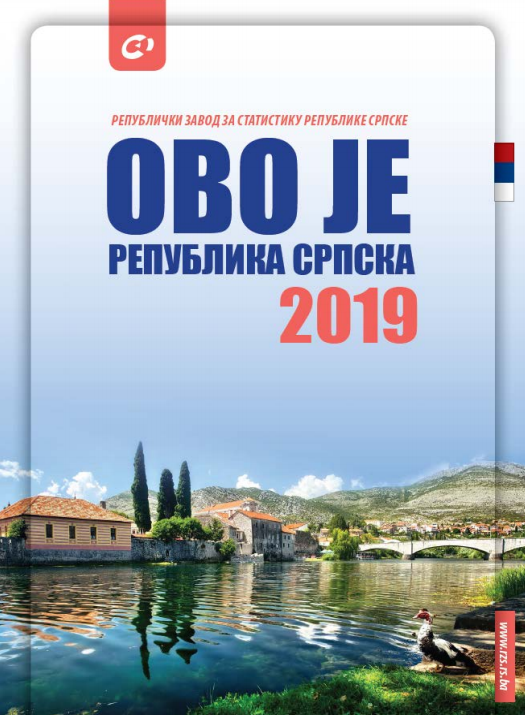 РЕПУБЛИЧКИ ЗАВОД ЗА СТАТИСТИКУ РЕПУБЛИКЕ СРПСКЕ
ОВО ЈЕ
РЕПУБЛИКА СРПСКА
2019
www.rzs.rs.ba